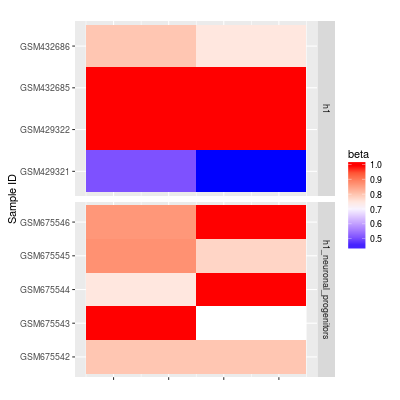 GSM432686
GSM432685
GSM429322
GSM429321
h1
GSM675546
GSM675545
GSM675544
GSM675543
GSM675542
h1_neuronal_progenitors
Sample ID
beta
1.0
0.9
0.8
0.7
0.6
0.5